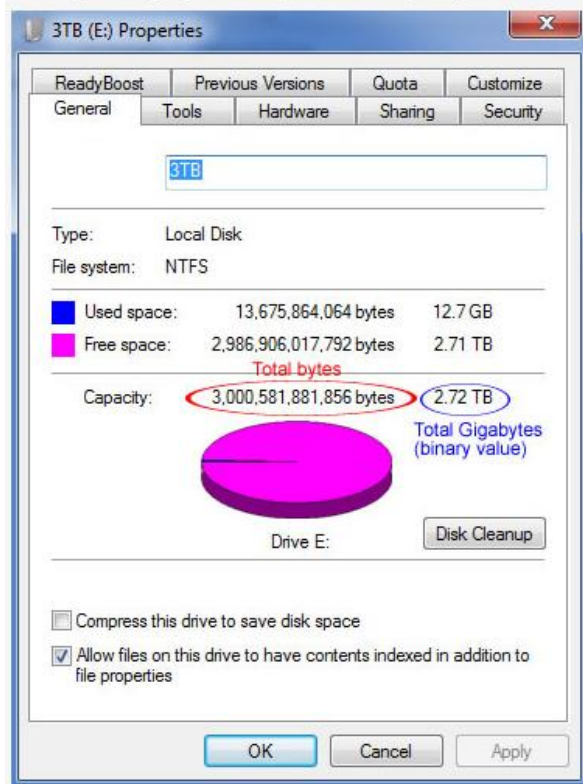 3TB (E:) Properties
X
ReadyBoost Previous Versions Quota Customize
General Tools Hardware Sharing Security
3TB
Type: Local Disk
File system: NTFS
Used space: 13,675,864,064 bytes 12.7 GB
Free space: 2,986,906,017,792 bytes 2.71 TB
Total bytes
Capacity: 3,000,581,881,856 bytes 2.72 TB
Total Gigabytes
(binary value)
Drive E: Disk Cleanup
Compress this drive to save disk space
Allow files on this drive to have contents indexed in addition to
file properties
OK Cancel Apply